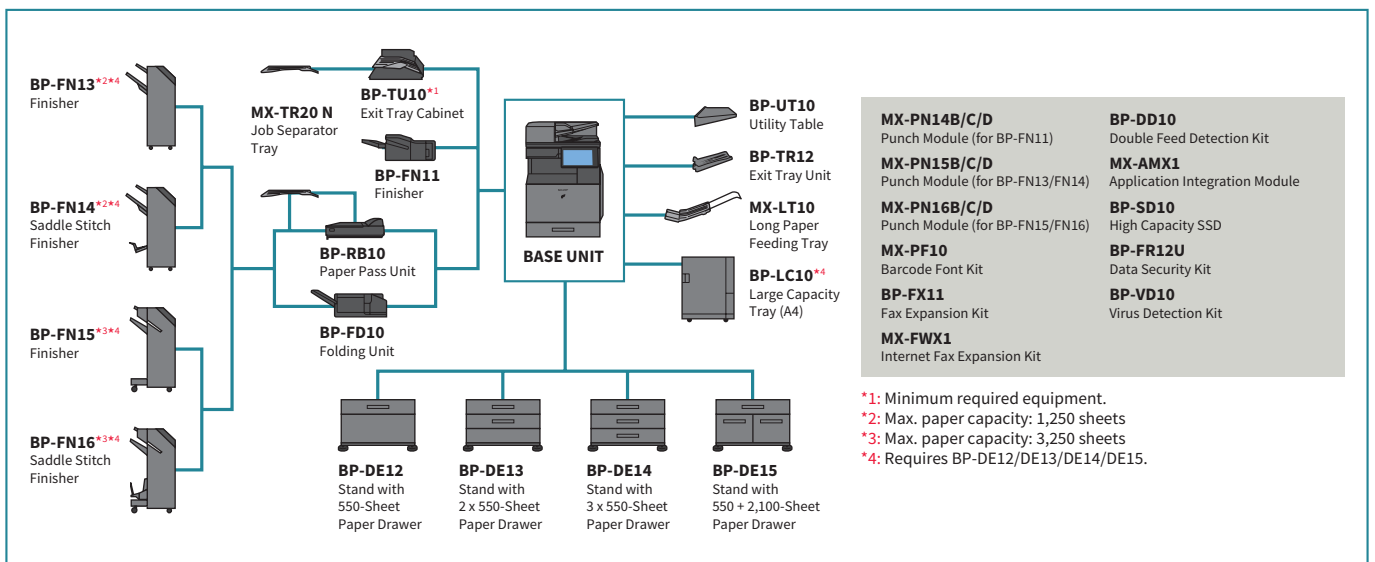 BP-FN13*2*4
Finisher
BP-FN14*2*4
Saddle Stitch
Finisher
BP-FN15*3*4
Finisher
BP-FN16*3*4
Saddle Stitch
Finisher
MX-TR20 N
Job Separator
Tray
BP-TU10*1
Exit Tray Cabinet
BP-FN11
Finisher
BP-RB10
Paper Pass Unit
BP-FD10
Folding Unit
BASE UNIT
BP-UT10
Utility Table
BP-TR12
Exit Tray Unit
MX-LT10
Long Paper
Feeding Tray
BP-LC10*4
Large Capacity
Tray (A4)
BP-DE12
Stand with
550-Sheet
Paper Drawer
BP-DE13
Stand with
2 x 550-Sheet
Paper Drawer
BP-DE14
Stand with
3 x 550-Sheet
Paper Drawer
BP-DE15
Stand with
550 + 2,100-Sheet
Paper Drawer
MX-PN14B/C/D
Punch Module (for BP-FN11)
MX-PN15B/C/D
Punch Module (for BP-FN13/FN14)
MX-PN16B/C/D
Punch Module (for BP-FN15/FN16)
MX-PF10
Barcode Font Kit
BP-FX11
Fax Expansion Kit
MX-FWX1
Internet Fax Expansion Kit
BP-DD10
Double Feed Detection Kit
MX-AMX1
Application Integration Module
BP-SD10
High Capacity SSD
BP-FR12U
Data Security Kit
BP-VD10
Virus Detection Kit
*1: Minimum required equipment.
*2: Max. paper capacity: 1,250 sheets
*3: Max. paper capacity: 3,250 sheets
*4: Requires BP-DE12/DE13/DE14/DE15.